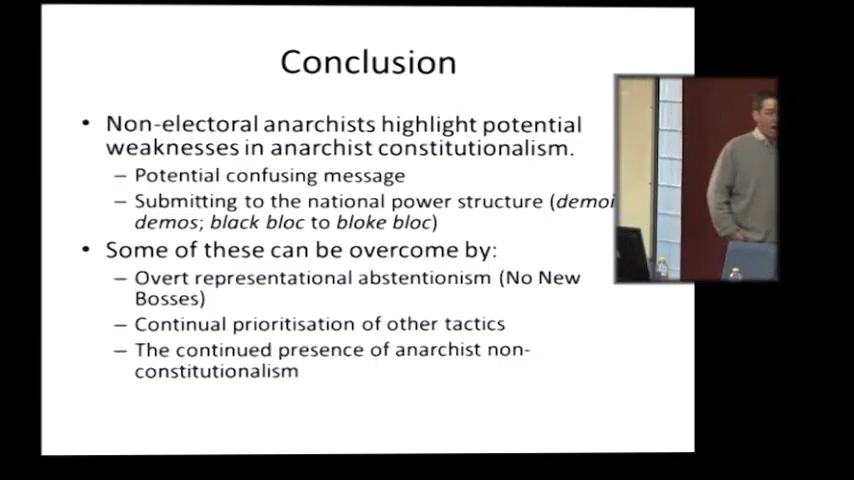 Conclusion
• Non-electoral anarchists highlight potential
weaknesses in anarchist constitutionalism.
– Potential confusing message
– Submitting to the national power structure (demoi
demos; black bloc to bloke bloc)
• Some of these can be overcome by:
– Overt representational abstentionism (No New
Bosses)
– Continual prioritisation of other tactics
– The continued presence of anarchist non-
constitutionalism